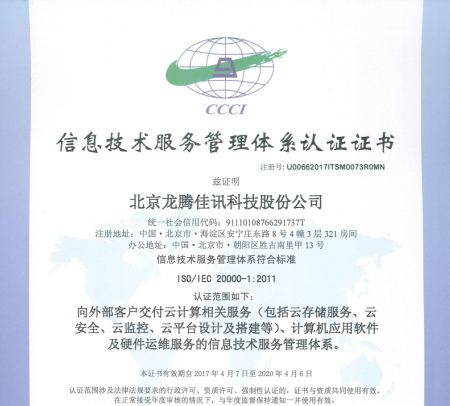 CCCI
信息技术服务管理体系认证证书
注册号: U00662017ITSM0073R0MN
兹证明
北京龙腾佳讯科技股份公司
统一社会信用代码: 91110108766291737T
注册地址: 中国·北京市·海淀区安宁庄东路 8 号 4 幢 3 层 321 房间
办公地址: 中国·北京市·朝阳区胜古南里甲 13 号
信息技术服务管理体系符合标准
ISO/IEC 20000-1:2011
认证范围如下:
向外部客户交付云计算相关服务（包括云存储服务、云
安全、云监控、云平台设计及搭建等）、计算机应用软件
及硬件运维服务的信息技术服务管理体系。
本证书有效期自 2017 年 4 月 7 日至 2020 年 4 月 6 日
认证范围涉及法律法规要求的行政许可、资质许可、强制性认证的，证书与资质共同使用有效。
在正常接受年度审核的情况下，与年度监督保持通知一并使用有效。